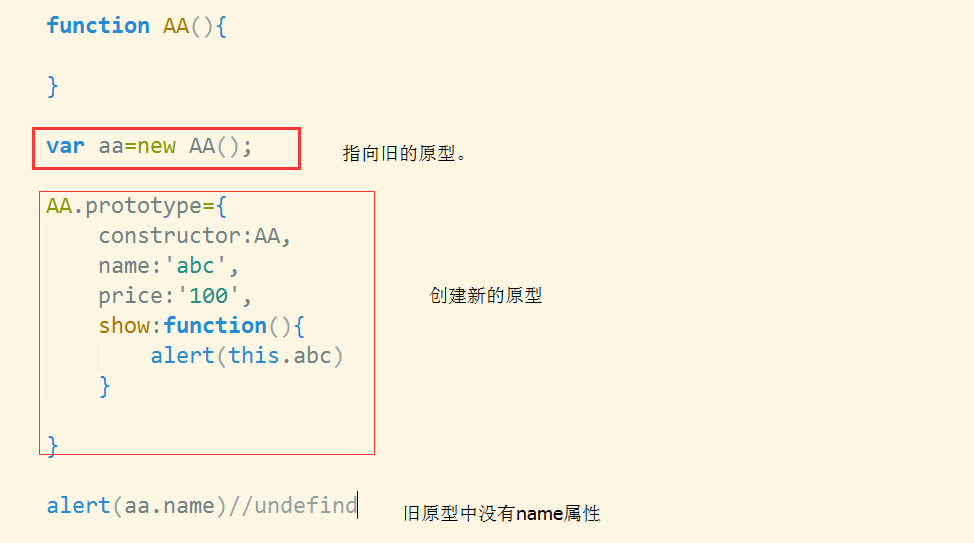 function AA(){
}
var aa=new AA();
指向旧的原型。
AA.prototype={
constructor:AA,
name:'abc',
price:'100',
show:function(){
alert(this.abc)
}
创建新的原型
}
alert(aa.name)//undefind
旧原型中没有name属性